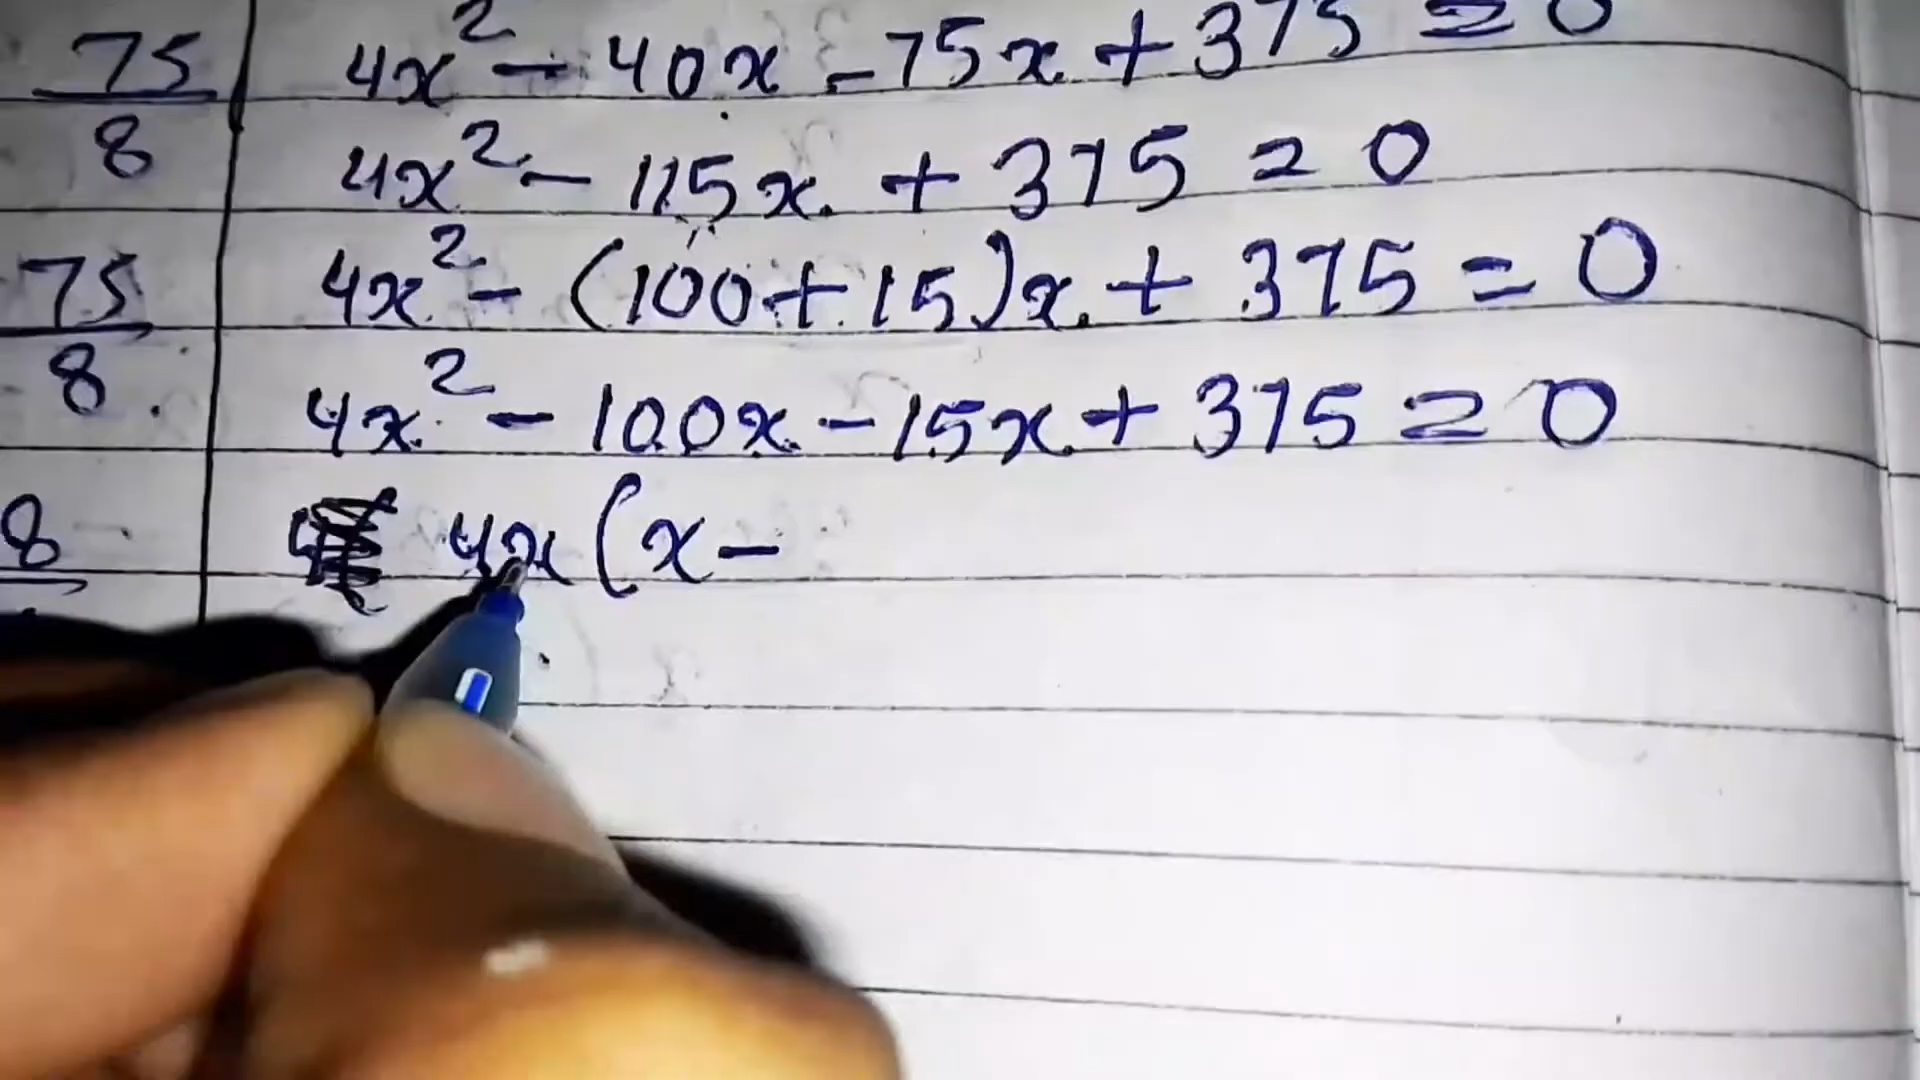 75
8
4x² - 40x - 75x + 375 = 0
4x² - 115x + 375 = 0
75
8
4x² - (100+15)x + 375 = 0
4x² - 100x - 15x + 375 = 0
8
4x (x -